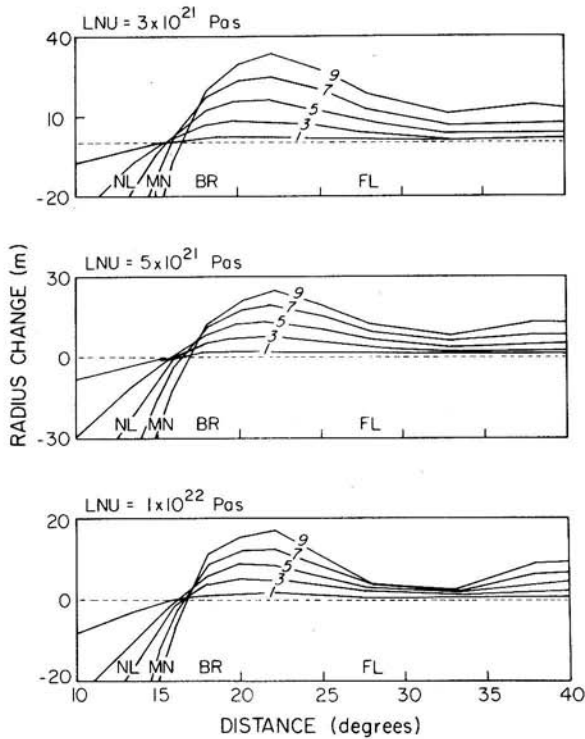 LNU = 3x10²¹ Pas
40
10
-20
9
7
5
3
1
NL MN BR FL
LNU = 5x10²¹ Pas
30
0
-30
9
7
5
3
1
NL MN BR FL
LNU = 1x10²² Pas
20
0
-20
9
7
5
3
1
NL MN BR FL
10 15 20 25 30 35 40
DISTANCE (degrees)
RADIUS CHANGE (m)